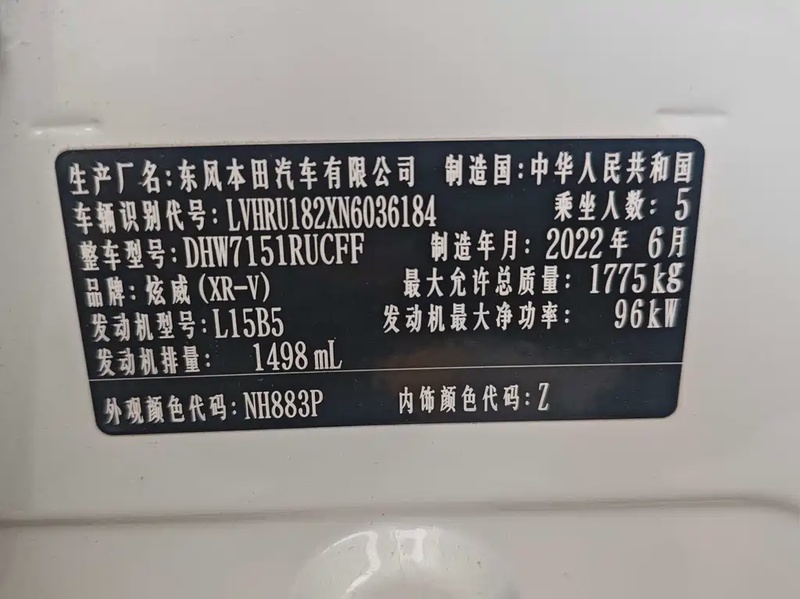 生产厂名:东风本田汽车有限公司 制造国:中华人民共和国
车辆识别代号:LVHRU182XN6036184 乘坐人数:5
整车型号:DHW7151RUCFF 制造年月:2022年 6月
品牌:炫威(XR-V) 最大允许总质量:1775kg
发动机型号:L15B5 发动机最大净功率: 96kW
发动机排量: 1498mL
外观颜色代码:NH883P 内饰颜色代码:Z